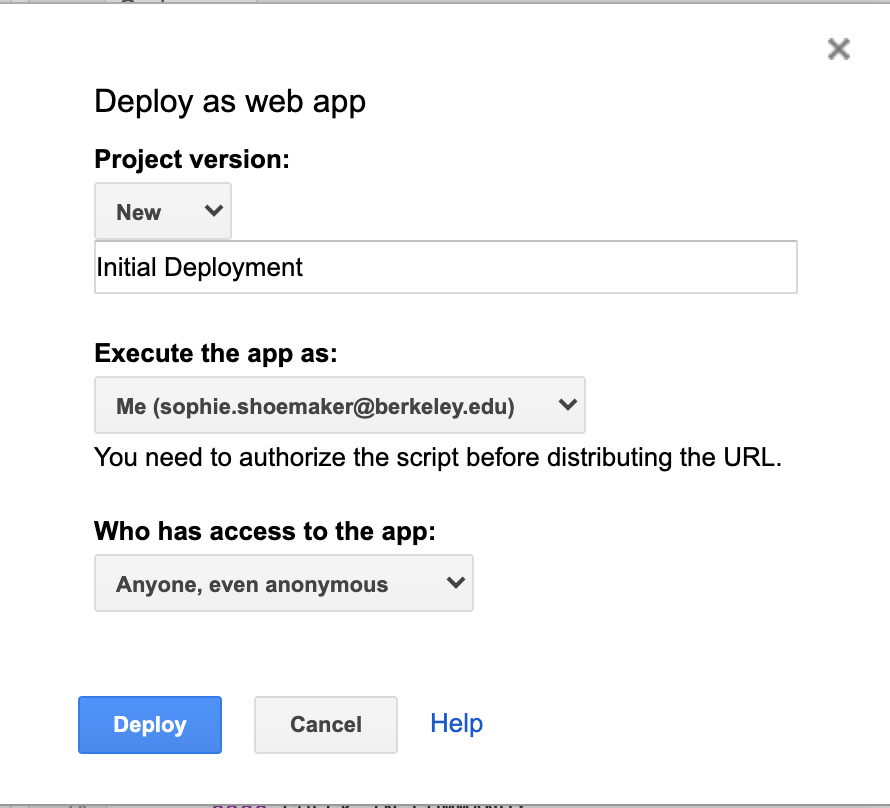 Deploy as web app
Project version:
New
Initial Deployment
Execute the app as:
Me (sophie.shoemaker@berkeley.edu)
You need to authorize the script before distributing the URL.
Who has access to the app:
Anyone, even anonymous
Deploy Cancel Help